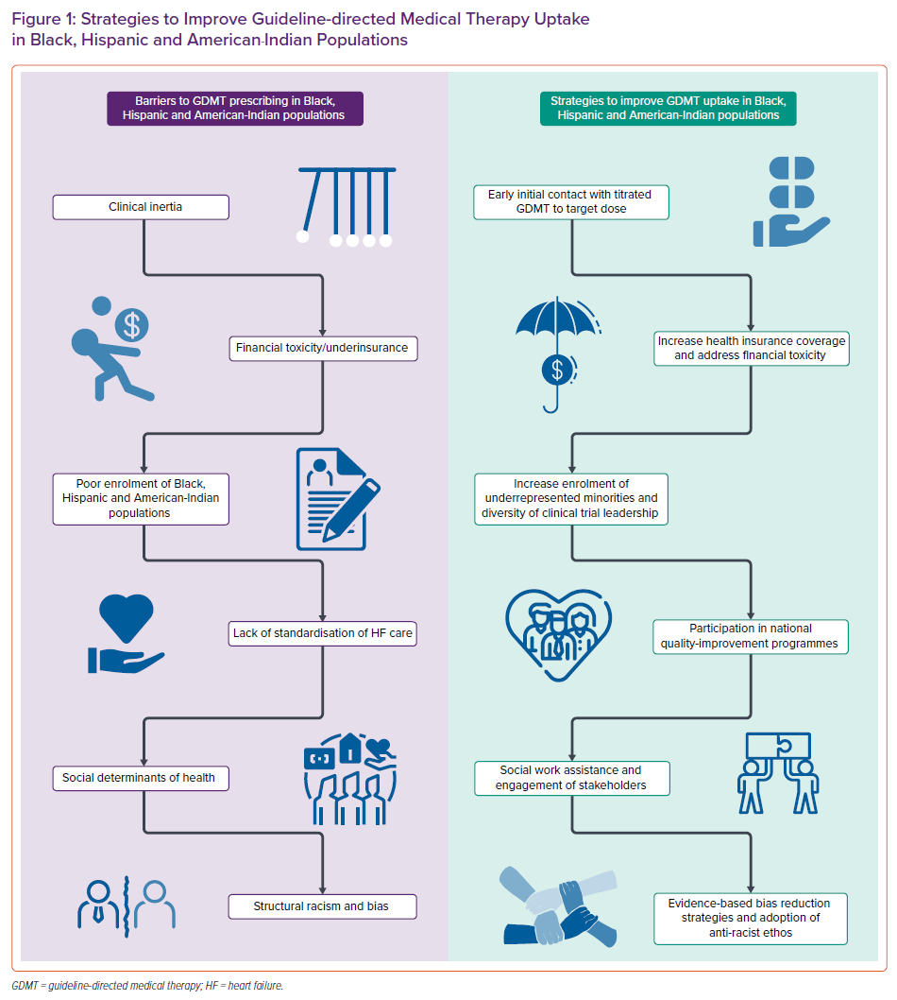 Figure 1: Strategies to Improve Guideline-directed Medical Therapy Uptake
in Black, Hispanic and American-Indian Populations
Barriers to GDMT prescribing in Black,
Hispanic and American-Indian populations
Clinical inertia
$
Financial toxicity/underinsurance
Poor enrolment of Black,
Hispanic and American-Indian
populations
Lack of standardisation of HF care
Social determinants of health
Structural racism and bias
Strategies to improve GDMT uptake in Black,
Hispanic and American-Indian populations
Early initial contact with titrated
GDMT to target dose
$
Increase health insurance coverage
and address financial toxicity
Increase enrolment of
underrepresented minorities and
diversity of clinical trial leadership
Participation in national
quality-improvement programmes
Social work assistance and
engagement of stakeholders
Evidence-based bias reduction
strategies and adoption of
anti-racist ethos
GDMT = guideline-directed medical therapy; HF = heart failure.